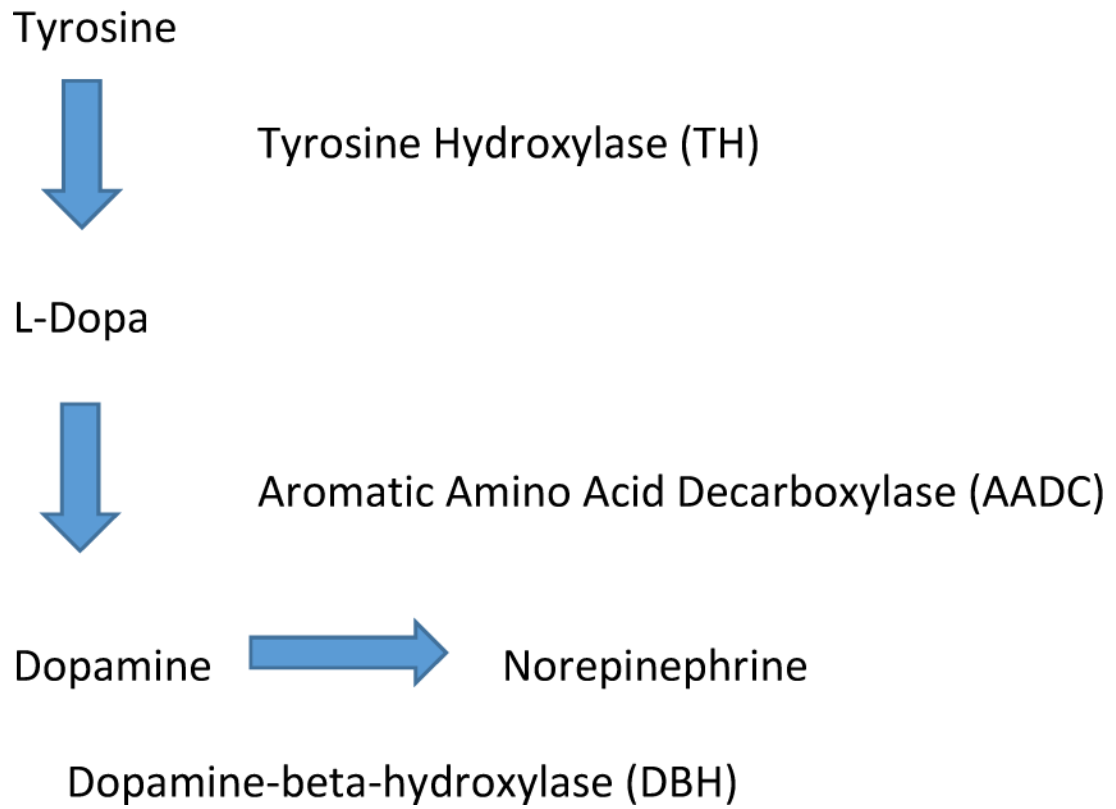 Tyrosine
Tyrosine Hydroxylase (TH)
L-Dopa
Aromatic Amino Acid Decarboxylase (AADC)
Dopamine
Norepinephrine
Dopamine-beta-hydroxylase (DBH)